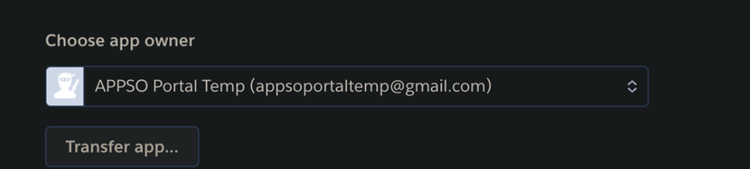 Choose app owner
APPSO Portal Temp (appsoportaltemp@gmail.com)
Transfer app...